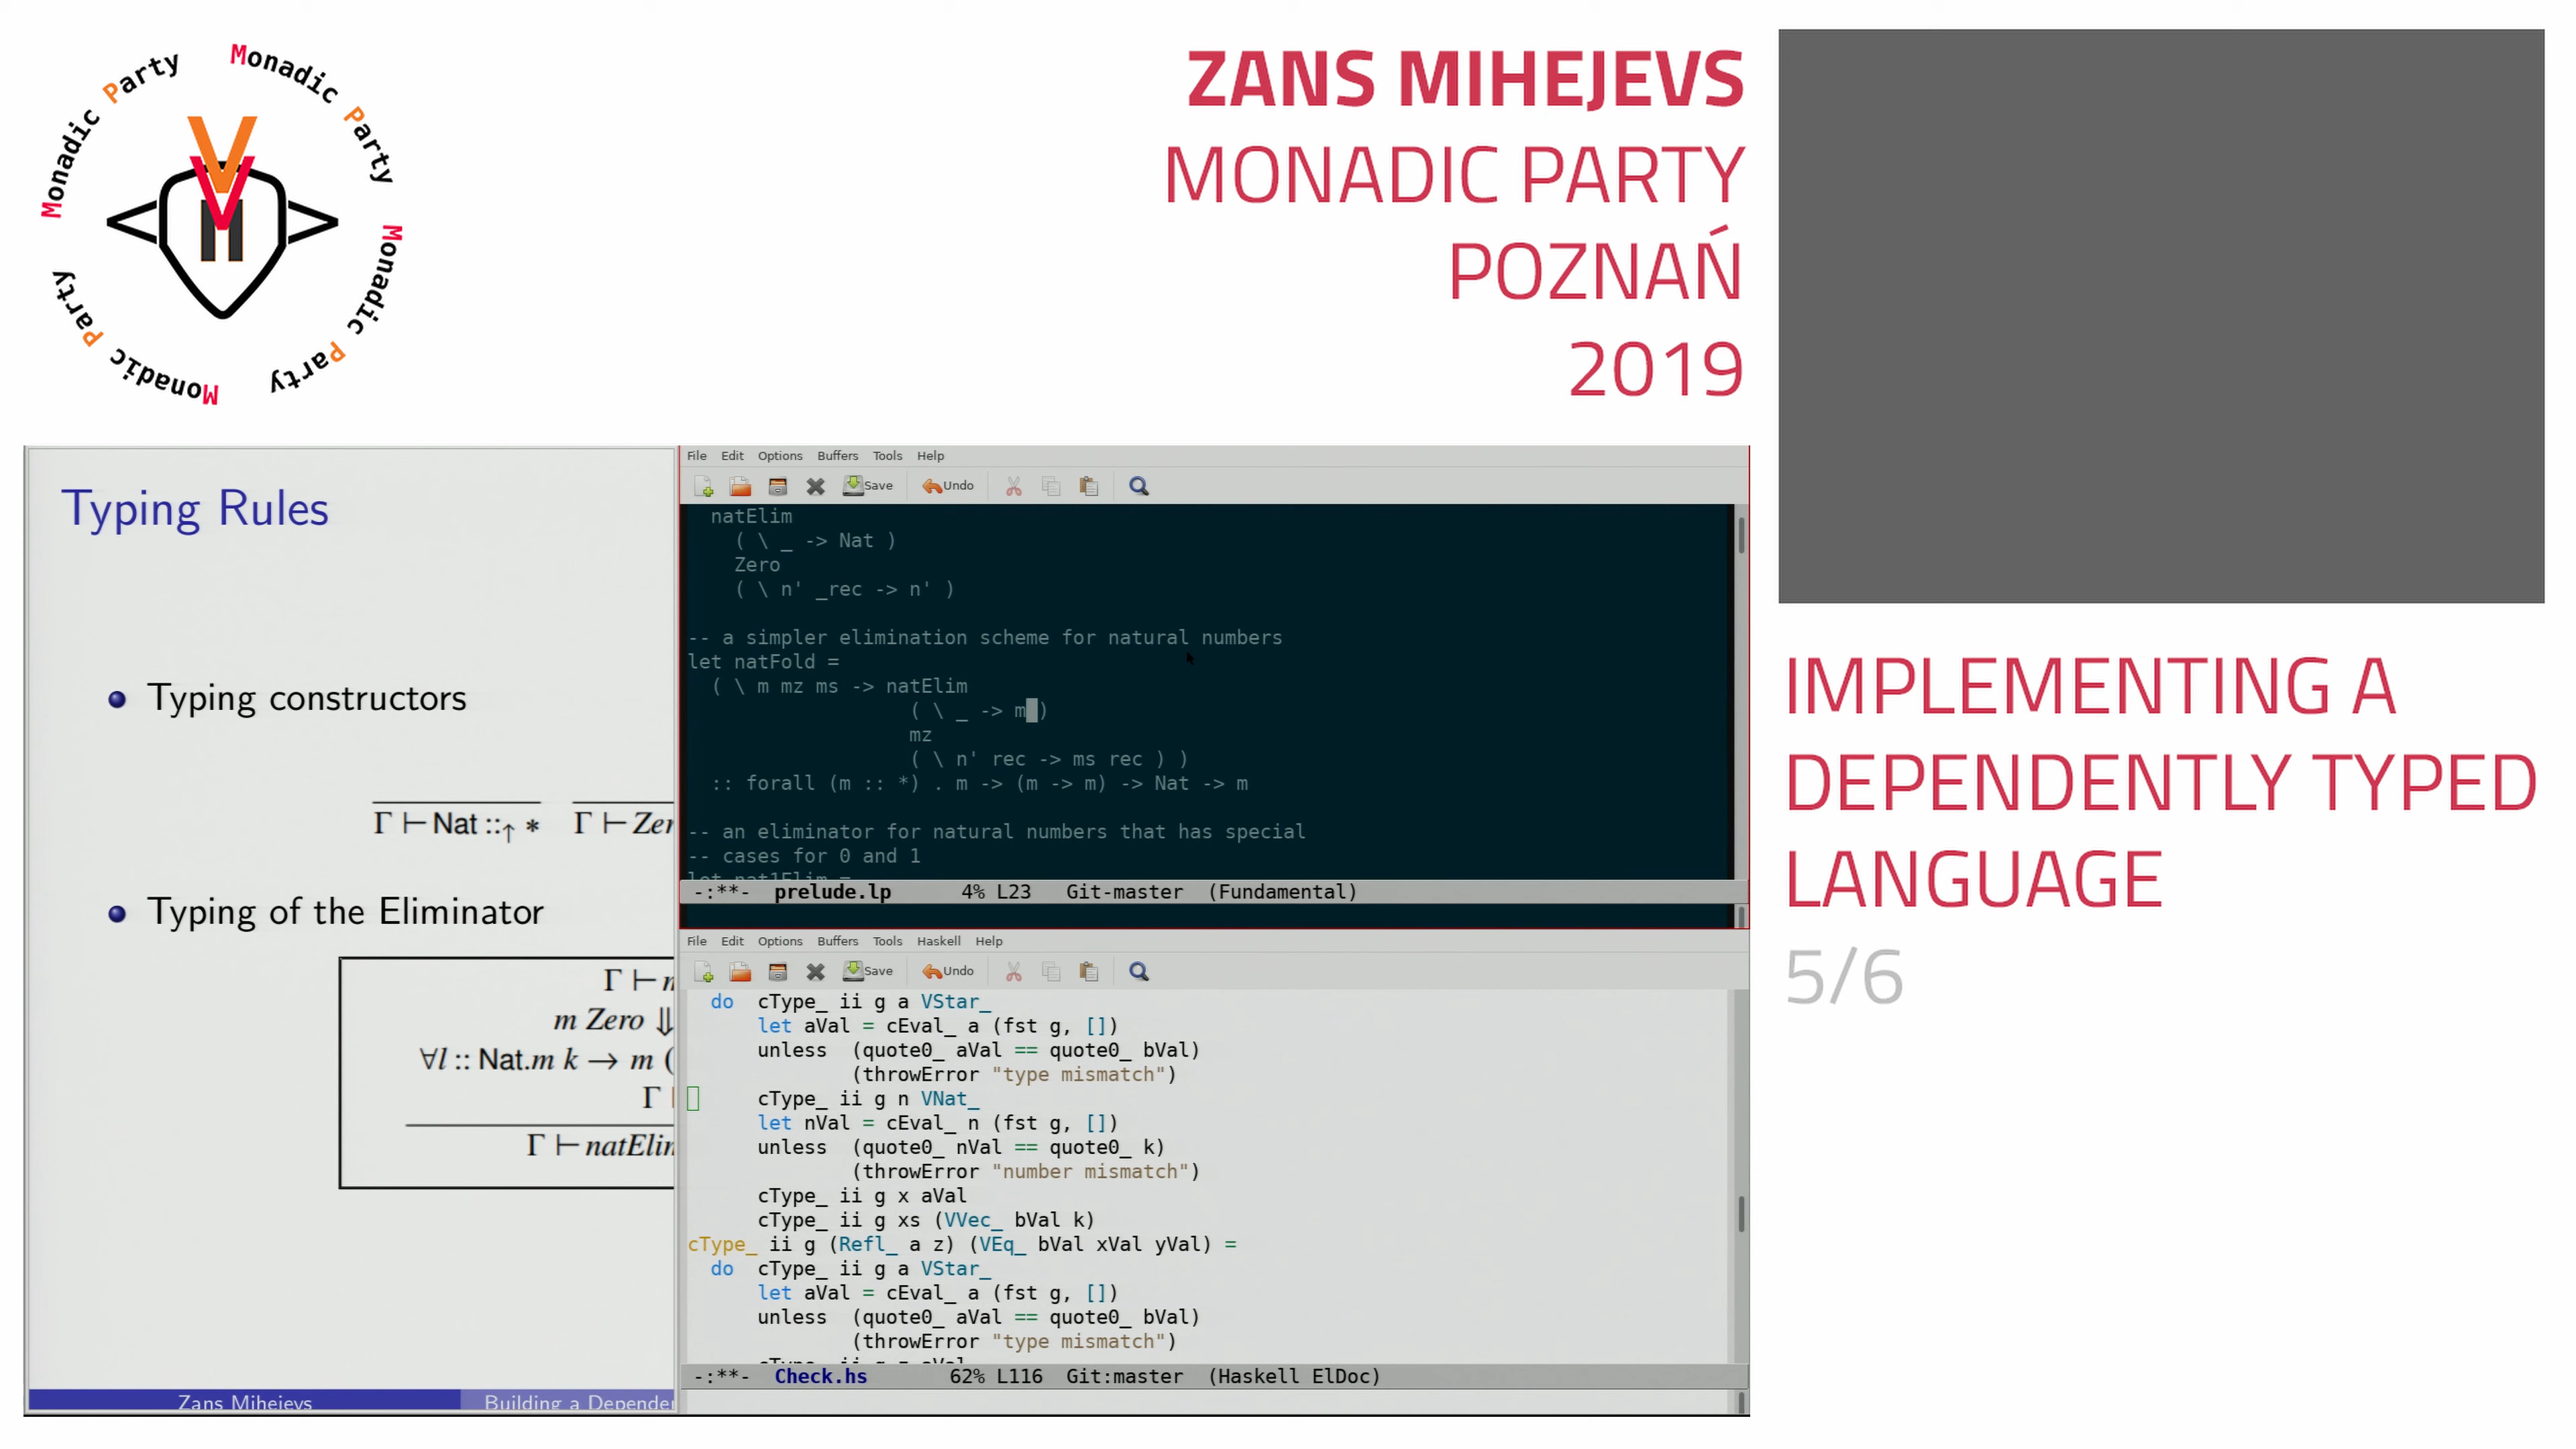 Monadic Party Monadic Party Monadic Party Monadic Party
ZANS MIHEJEVS
MONADIC PARTY
POZNAŃ
2019
Typing Rules
Typing constructors
Γ ⊢ Nat ::↑ ∗ Γ ⊢ Zer
Typing of the Eliminator
Γ ⊢
m Zero ⇓
∀l :: Nat.m k → m (
Γ
Γ ⊢ natElim
Zans Mihejevs Building a Depende
File Edit Options Buffers Tools Help
Save Undo
natElim
( \ _ -> Nat )
Zero
( \ n' _rec -> n' )
-- a simpler elimination scheme for natural numbers
let natFold =
( \ m mz ms -> natElim
( \ _ -> m )
mz
( \ n' rec -> ms rec ) )
:: forall (m :: *) . m -> (m -> m) -> Nat -> m
-- an eliminator for natural numbers that has special
-- cases for 0 and 1
let nat1Elim =
-:**- prelude.lp 4% L23 Git-master (Fundamental)
File Edit Options Buffers Tools Haskell Help
Save Undo
do cType_ ii g a VStar_
let aVal = cEval_ a (fst g, [])
unless (quote0_ aVal == quote0_ bVal)
(throwError "type mismatch")
cType_ ii g n VNat_
let nVal = cEval_ n (fst g, [])
unless (quote0_ nVal == quote0_ k)
(throwError "number mismatch")
cType_ ii g x aVal
cType_ ii g xs (VVec_ bVal k)
cType_ ii g (Refl_ a z) (VEq_ bVal xVal yVal) =
do cType_ ii g a VStar_
let aVal = cEval_ a (fst g, [])
unless (quote0_ aVal == quote0_ bVal)
(throwError "type mismatch")
cType_ ii g z aVal
-:**- Check.hs 62% L116 Git:master (Haskell ElDoc)
IMPLEMENTING A
DEPENDENTLY TYPED
LANGUAGE
5/6